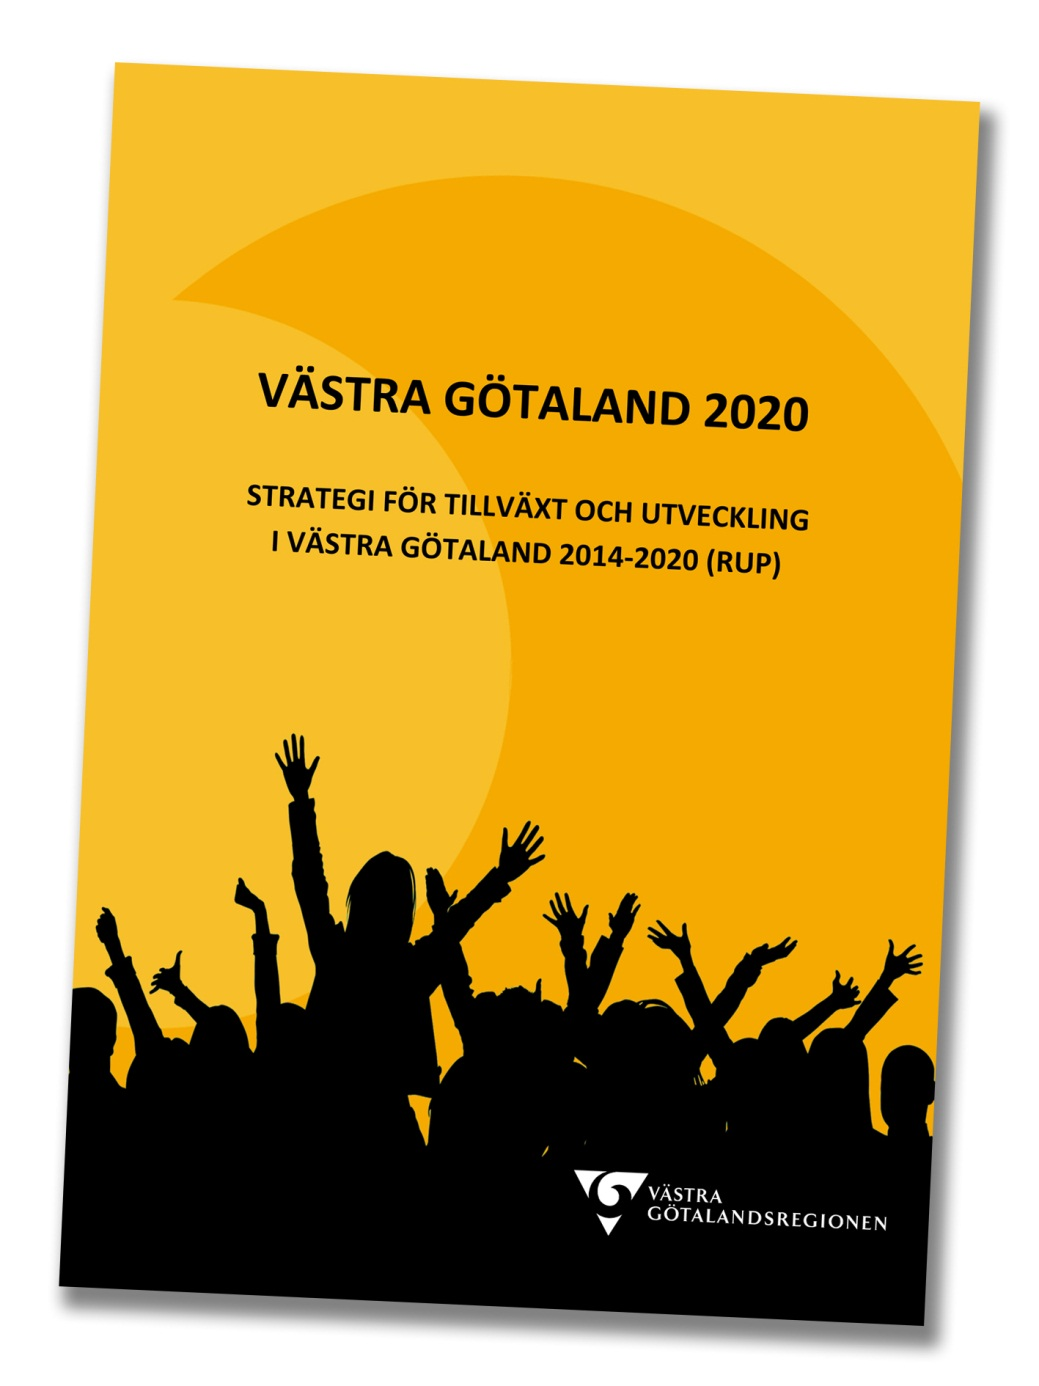 VÄSTRA GÖTALAND 2020
STRATEGI FÖR TILLVÄXT OCH UTVECKLING
I VÄSTRA GÖTALAND 2014-2020 (RUP)
VÄSTRA
GÖTALANDSREGIONEN